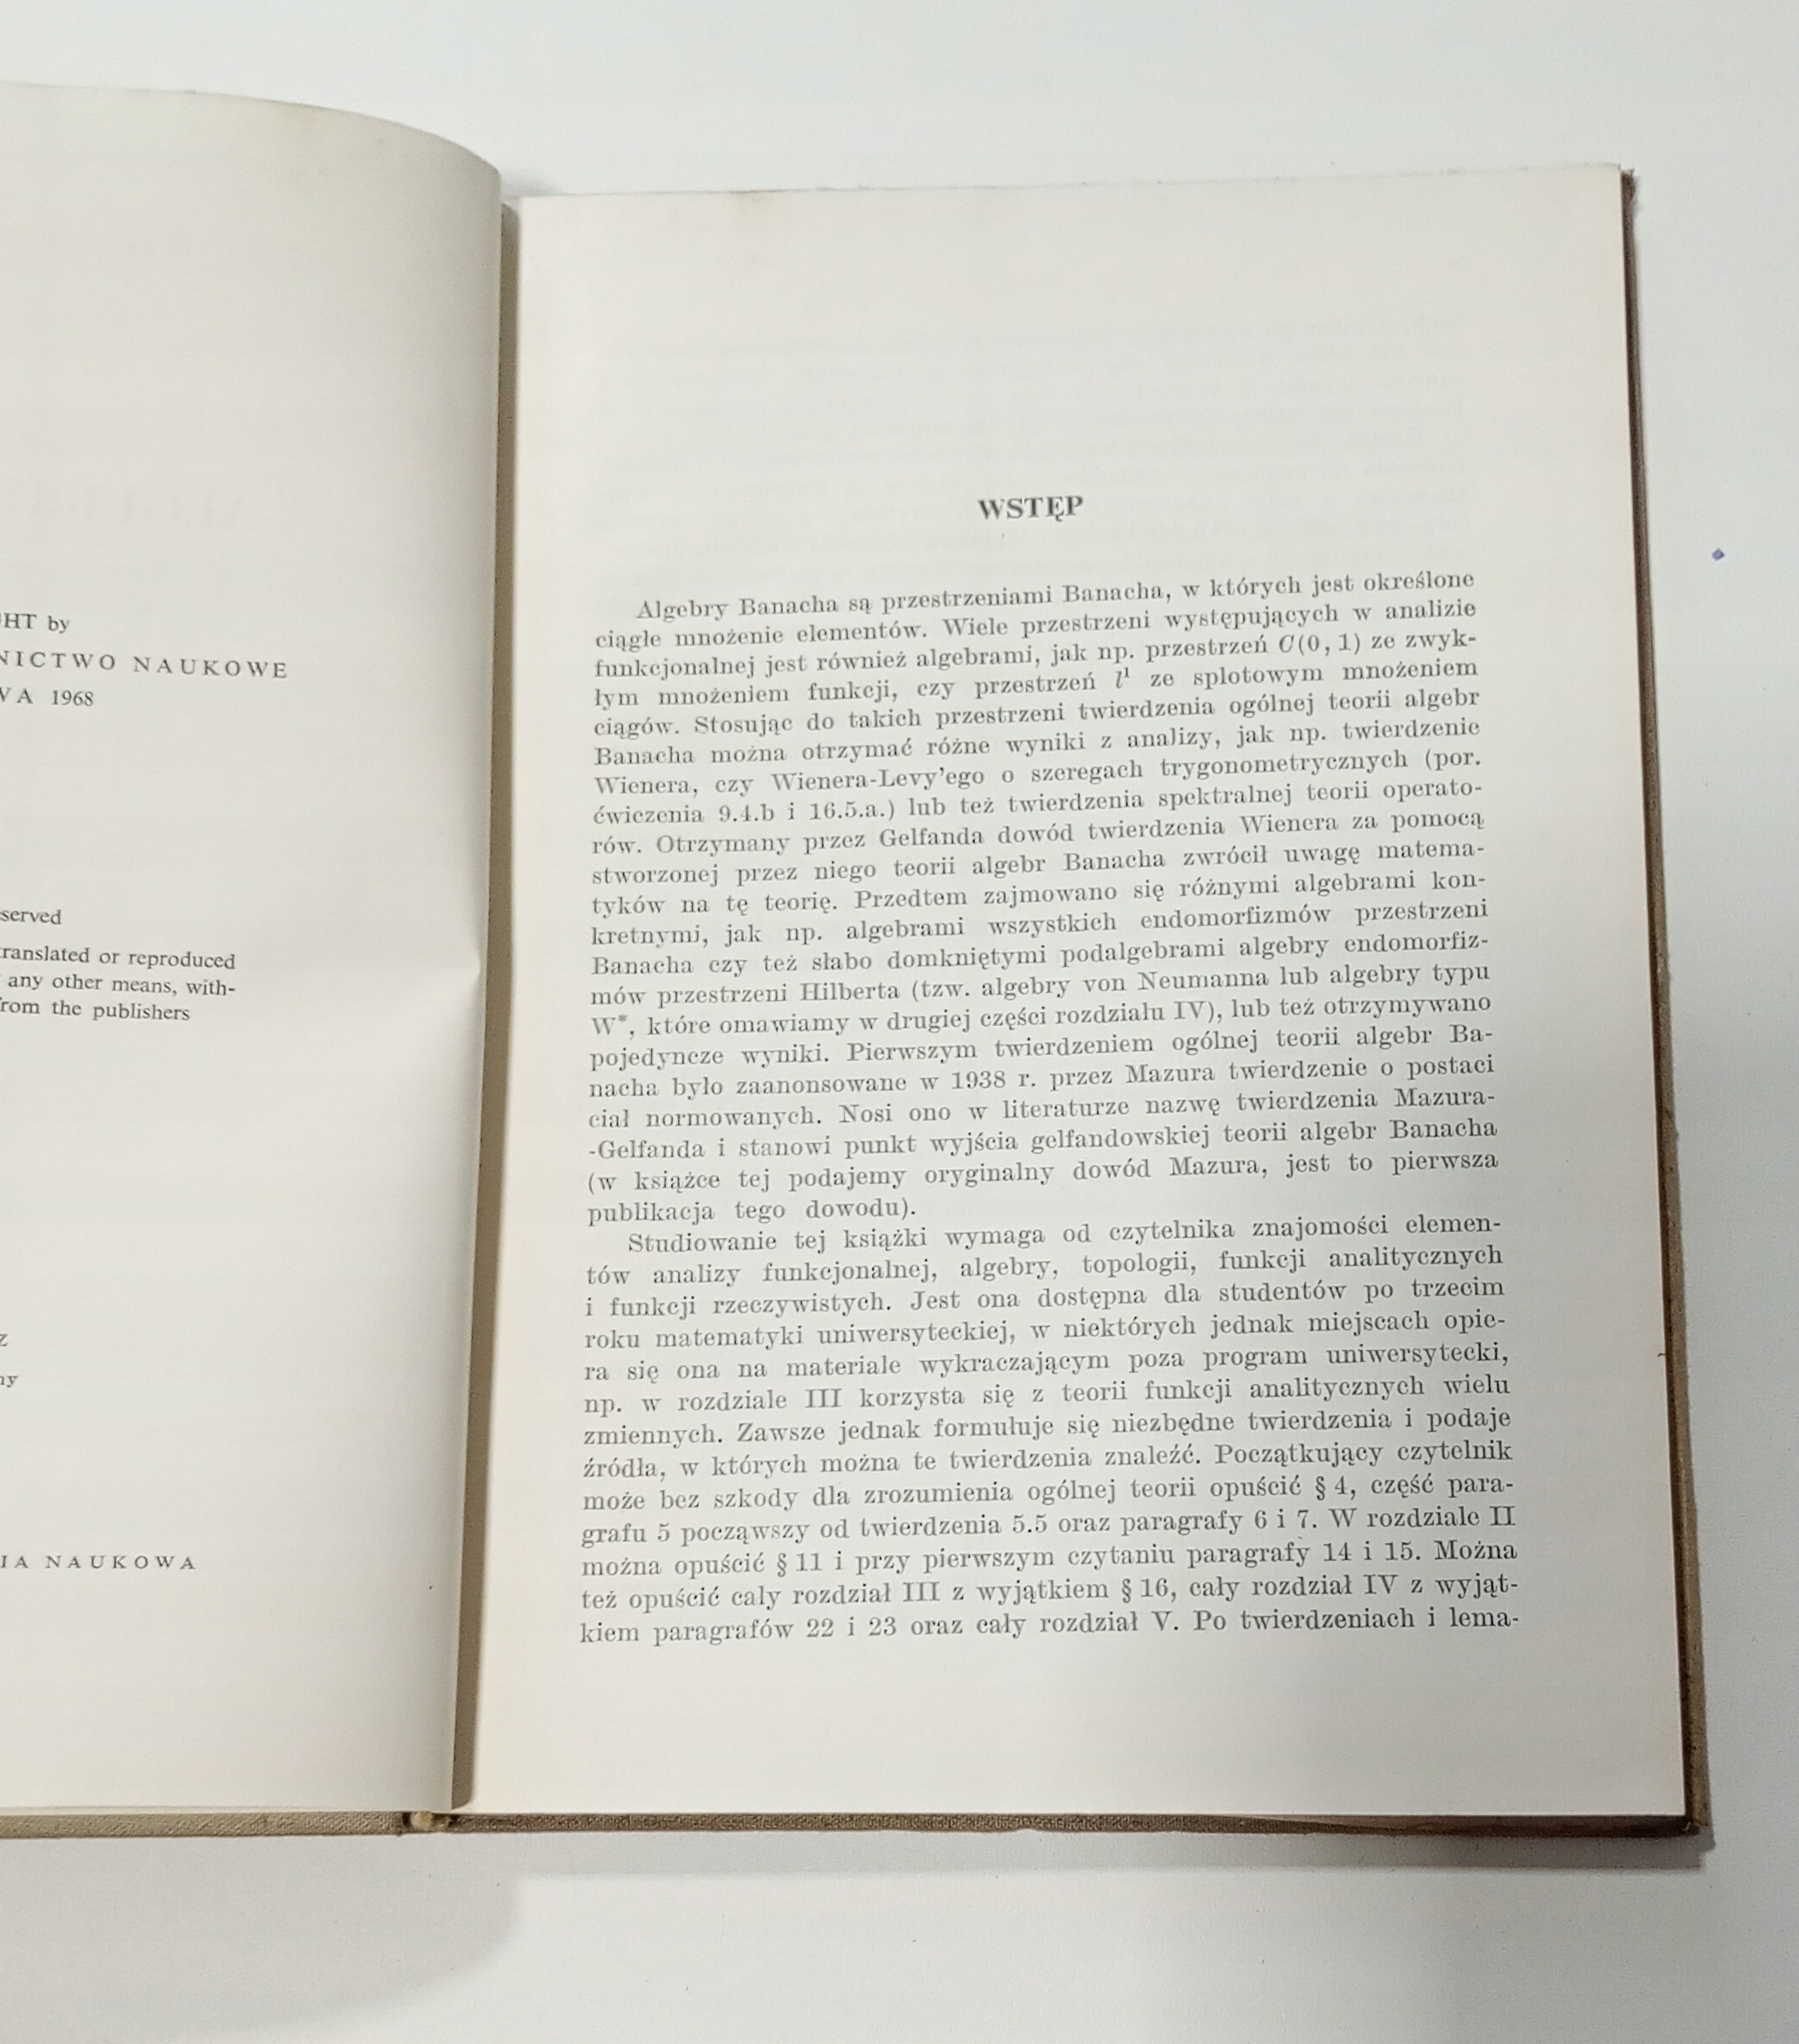 HT by
NICTWO NAUKOWE
WA 1968
served
ranslated or reproduced
any other means, with-
rom the publishers
z
ny
IA NAUKOWA
WSTĘP
Algebry Banacha są przestrzeniami Banacha, w których jest określone
ciągłe mnożenie elementów. Wiele przestrzeni występujących w analizie
funkcjonalnej jest również algebrami, jak np. przestrzeń C(0, 1) ze zwyk-
łym mnożeniem funkcji, czy przestrzeń l¹ ze splotowym mnożeniem
ciągów. Stosując do takich przestrzeni twierdzenia ogólnej teorii algebr
Banacha można otrzymać różne wyniki z analizy, jak np. twierdzenie
Wienera, czy Wienera-Levy’ego o szeregach trygonometrycznych (por.
ćwiczenia 9.4.b i 16.5.a.) lub też twierdzenia spektralnej teorii operato-
rów. Otrzymany przez Gelfanda dowód twierdzenia Wienera za pomocą
stworzonej przez niego teorii algebr Banacha zwrócił uwagę matema-
tyków na tę teorię. Przedtem zajmowano się różnymi algebrami kon-
kretnymi, jak np. algebrami wszystkich endomorfizmów przestrzeni
Banacha czy też słabo domkniętymi podalgebrami algebry endomorfiz-
mów przestrzeni Hilberta (tzw. algebry von Neumanna lub algebry typu
W*, które omawiamy w drugiej części rozdziału IV), lub też otrzymywano
pojedyncze wyniki. Pierwszym twierdzeniem ogólnej teorii algebr Ba-
nacha było zaanonsowane w 1938 r. przez Mazura twierdzenie o postaci
ciał normowanych. Nosi ono w literaturze nazwę twierdzenia Mazura-
-Gelfanda i stanowi punkt wyjścia gelfandowskiej teorii algebr Banacha
(w książce tej podajemy oryginalny dowód Mazura, jest to pierwsza
publikacja tego dowodu).
Studiowanie tej książki wymaga od czytelnika znajomości elemen-
tów analizy funkcjonalnej, algebry, topologii, funkcji analitycznych
i funkcji rzeczywistych. Jest ona dostępna dla studentów po trzecim
roku matematyki uniwersyteckiej, w niektórych jednak miejscach opie-
ra się ona na materiale wykraczającym poza program uniwersytecki,
np. w rozdziale III korzysta się z teorii funkcji analitycznych wielu
zmiennych. Zawsze jednak formułuje się niezbędne twierdzenia i podaje
źródła, w których można te twierdzenia znaleźć. Początkujący czytelnik
może bez szkody dla zrozumienia ogólnej teorii opuścić § 4, część para-
grafu 5 począwszy od twierdzenia 5.5 oraz paragrafy 6 i 7. W rozdziale II
można opuścić § 11 i przy pierwszym czytaniu paragrafy 14 i 15. Można
też opuścić cały rozdział III z wyjątkiem § 16, cały rozdział IV z wyjąt-
kiem paragrafów 22 i 23 oraz cały rozdział V. Po twierdzeniach i lema-